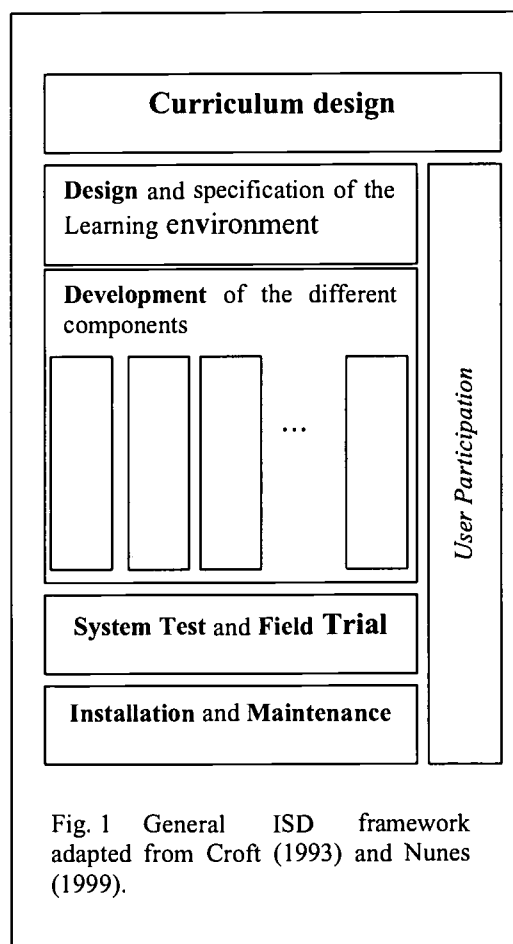 Curriculum design
Design and specification of the
Learning environment
Development of the different
components
...
User Participation
System Test and Field Trial
Installation and Maintenance
Fig. 1 General ISD framework
adapted from Croft (1993) and Nunes
(1999).